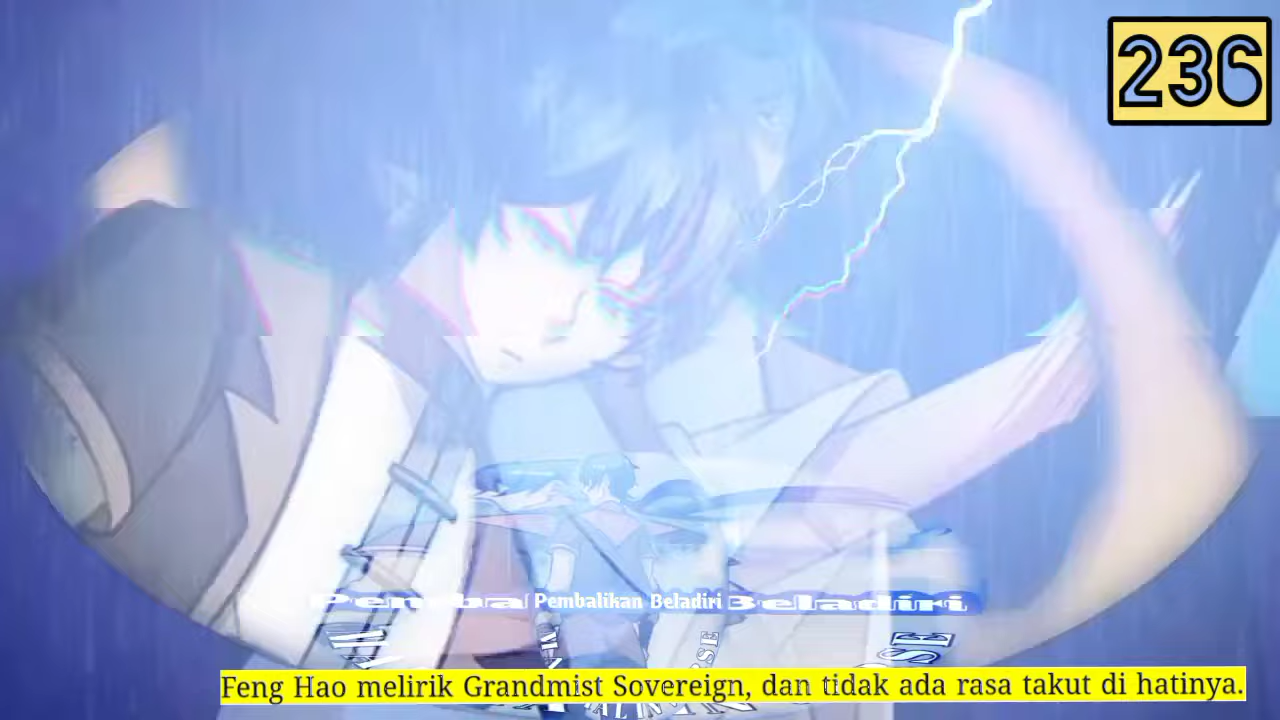 236
Pembalikan Beladiri
Feng Hao melirik Grandmist Sovereign, dan tidak ada rasa takut di hatinya.